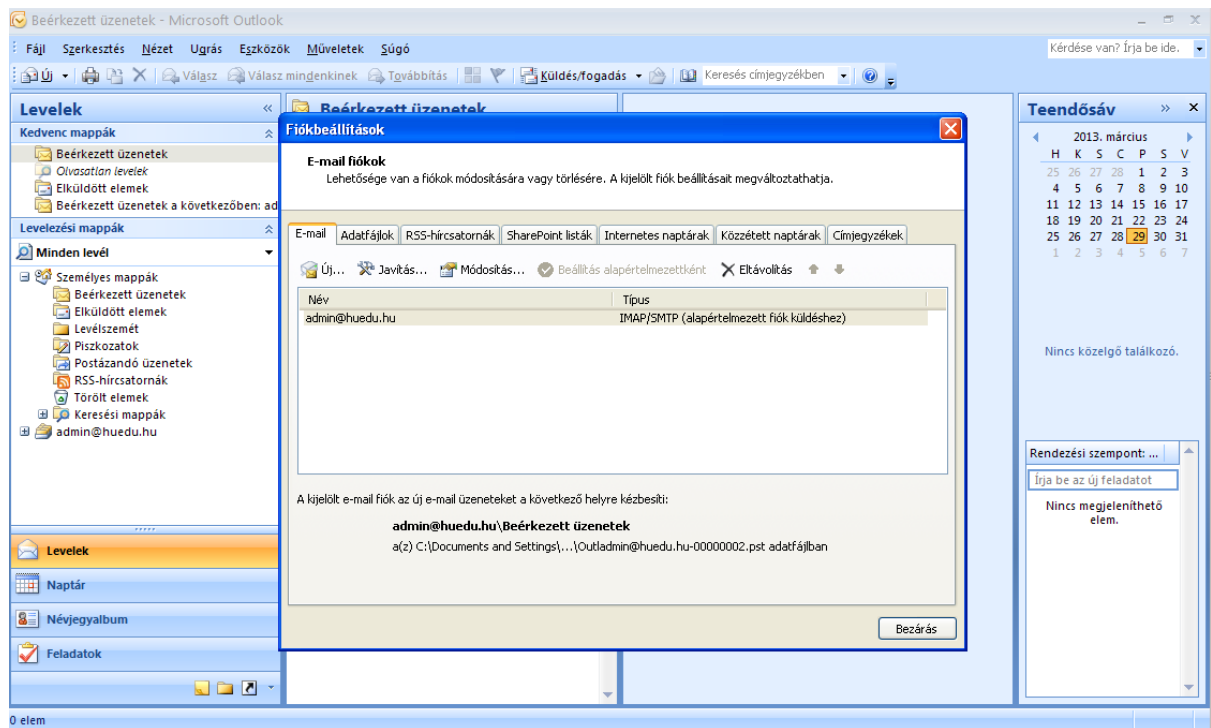 Beérkezett üzenetek - Microsoft Outlook
Fájl Szerkesztés Nézet Ugrás Eszközök Műveletek Súgó Kérdése van? Írja be ide.
Új Válasz Válasz mindenkinek Továbbítás Küldés/fogadás Keresés címjegyzékben
Levelek
Kedvenc mappák
Beérkezett üzenetek
Olvasatlan levelek
Elküldött elemek
Beérkezett üzenetek a következőben: ad
Levelezési mappák
Minden levél
Személyes mappák
Beérkezett üzenetek
Elküldött elemek
Levélszemét
Piszkozatok
Postázandó üzenetek
RSS-hírcsatornák
Törölt elemek
Keresési mappák
admin@huedu.hu
Levelek
Naptár
Névjegyalbum
Feladatok
0 elem
Beérkezett üzenetek
Fiókbeállítások
E-mail fiókok
Lehetősége van a fiókok módosítására vagy törlésére. A kijelölt fiók beállításait megváltoztathatja.
E-mail Adatfájlok RSS-hírcsatornák SharePoint listák Internetes naptárak Közzétett naptárak Címjegyzékek
Új... Javítás... Módosítás... Beállítás alapértelmezettként Eltávolítás
Név Típus
admin@huedu.hu IMAP/SMTP (alapértelmezett fiók küldéshez)
A kijelölt e-mail fiók az új e-mail üzeneteket a következő helyre kézbesíti:
admin@huedu.hu\Beérkezett üzenetek
a(z) C:\Documents and Settings\...\Outladmin@huedu.hu-00000002.pst adatfájlban
Bezárás
Teendősáv
2013. március
H K S C P S V
25 26 27 28 1 2 3
4 5 6 7 8 9 10
11 12 13 14 15 16 17
18 19 20 21 22 23 24
25 26 27 28 29 30 31
1 2 3 4 5 6 7
Nincs közelgő találkozó.
Rendezési szempont: ...
Írja be az új feladatot
Nincs megjeleníthető
elem.